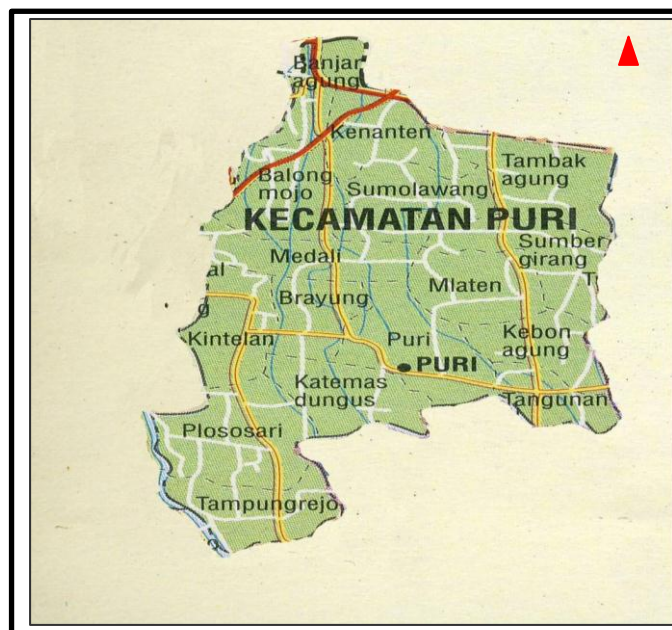 Banjar
agung
Kenanten
Balong
mojo
Sumolawang
Tambak
agung
KECAMATAN PURI
Sumber
girang
Medali
al
T
Mlaten
Brayung
g
Kintelan
Puri
Kebon
agung
PURI
Katemas
dungus
Tangunan
Plososari
Tampungrejo